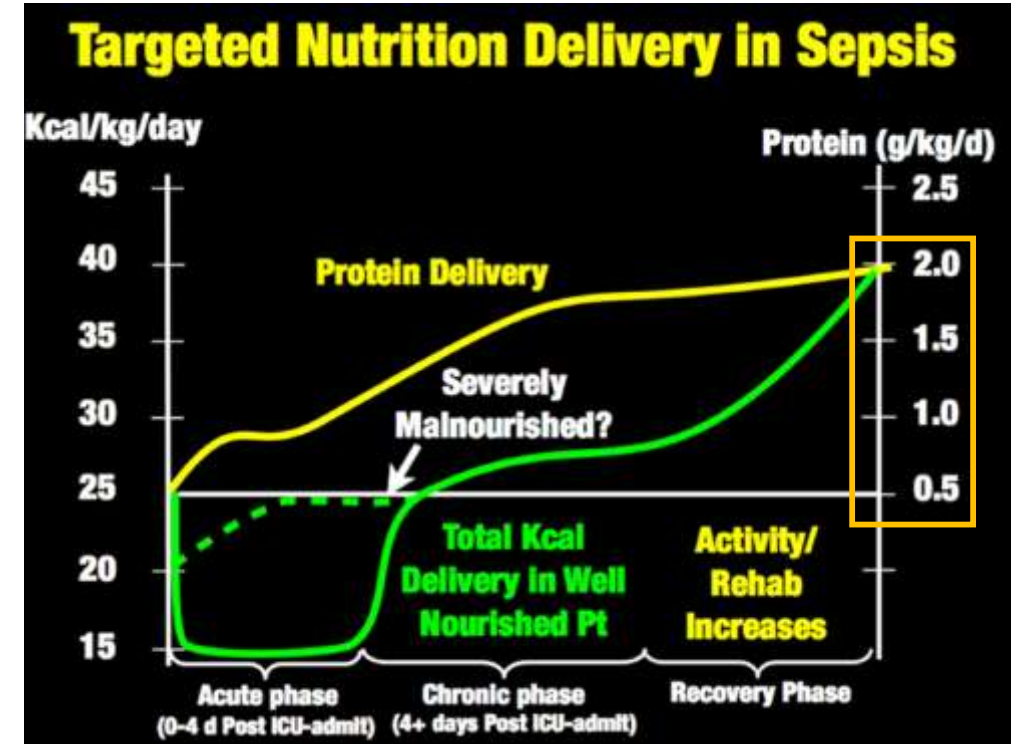 Targeted Nutrition Delivery in Sepsis
Kcal/kg/day
Protein (g/kg/d)
45
2.5
40
2.0
Protein Delivery
35
1.5
Severely
Malnourished?
30
1.0
25
0.5
Total Kcal
Delivery in Well
Nourished Pt
Activity/
Rehab
Increases
20
15
Acute phase
(0-4 d Post ICU-admit)
Chronic phase
(4+ days Post ICU-admit)
Recovery Phase